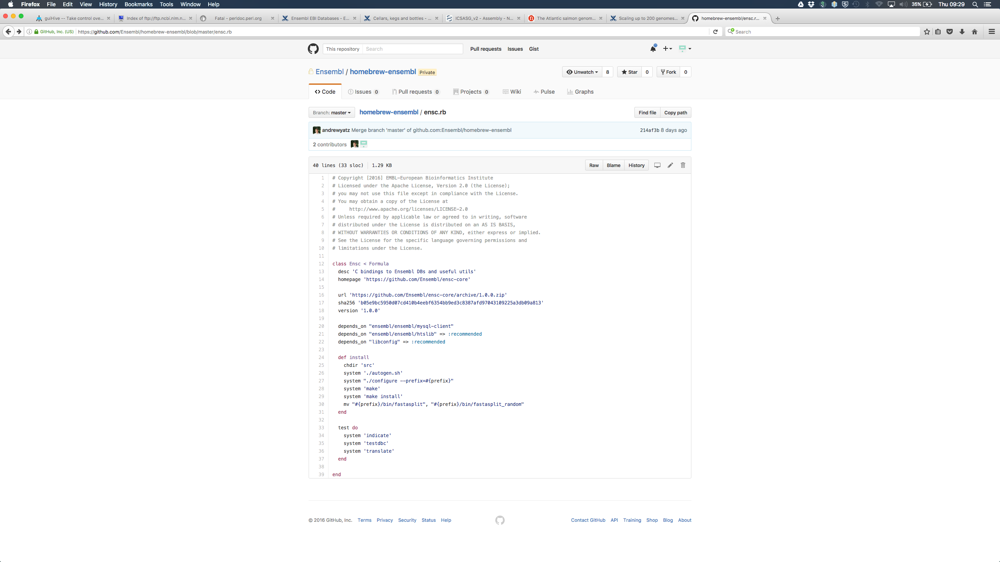 Firefox File Edit View History Bookmarks Tools Window Help 35% Thu 09:29
guiHive -- Take control ove... Index of ftp://ftp.ncbi.nlm.n... Fatal - perldoc.perl.org Ensembl EBI Databases - E... Cellars, kegs and bottles - ... ICSASG_v2 - Assembly - N... The Atlantic salmon genom... Scaling up to 200 genomes... homebrew-ensembl/ensc.r...
GitHub, Inc. (US) https://github.com/Ensembl/homebrew-ensembl/blob/master/ensc.rb Search
This repository Search Pull requests Issues Gist
Ensembl / homebrew-ensembl Private Unwatch 8 Star 0 Fork 0
Code Issues 0 Pull requests 0 Projects 0 Wiki Pulse Graphs
Branch: master homebrew-ensembl / ensc.rb Find file Copy path
andrewyatz Merge branch 'master' of github.com:Ensembl/homebrew-ensembl 214af3b 8 days ago
2 contributors
40 lines (33 sloc) 1.29 KB Raw Blame History
1 # Copyright [2016] EMBL-European Bioinformatics Institute
2 # Licensed under the Apache License, Version 2.0 (the License);
3 # you may not use this file except in compliance with the License.
4 # You may obtain a copy of the License at
5 #     http://www.apache.org/licenses/LICENSE-2.0
6 # Unless required by applicable law or agreed to in writing, software
7 # distributed under the License is distributed on an AS IS BASIS,
8 # WITHOUT WARRANTIES OR CONDITIONS OF ANY KIND, either express or implied.
9 # See the License for the specific language governing permissions and
10 # limitations under the License.
11
12 class Ensc < Formula
13   desc 'C bindings to Ensembl DBs and useful utils'
14   homepage 'https://github.com/Ensembl/ensc-core'
15
16   url 'https://github.com/Ensembl/ensc-core/archive/1.0.0.zip'
17   sha256 'b05e9bc5950d07cd410b4eebf6354bb9ed3c8387afd97043109225a3db09a813'
18   version '1.0.0'
19
20   depends_on "ensembl/ensembl/mysql-client"
21   depends_on "ensembl/ensembl/htslib" => :recommended
22   depends_on "libconfig" => :recommended
23
24   def install
25     chdir 'src'
26     system './autogen.sh'
27     system "./configure --prefix=#{prefix}"
28     system 'make'
29     system 'make install'
30     mv "#{prefix}/bin/fastasplit", "#{prefix}/bin/fastasplit_random"
31   end
32
33   test do
34     system 'indicate'
35     system 'testdbc'
36     system 'translate'
37   end
38
39 end
© 2016 GitHub, Inc. Terms Privacy Security Status Help Contact GitHub API Training Shop Blog About